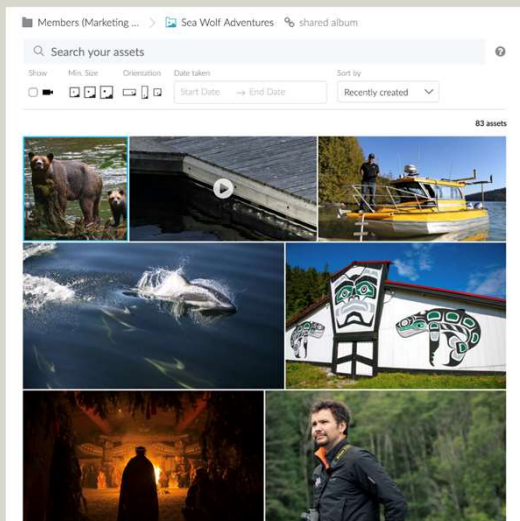 Members (Marketing ... > Sea Wolf Adventures shared album
Search your assets
Show Min. Size Orientation Date taken Sort by
Start Date → End Date Recently created
83 assets